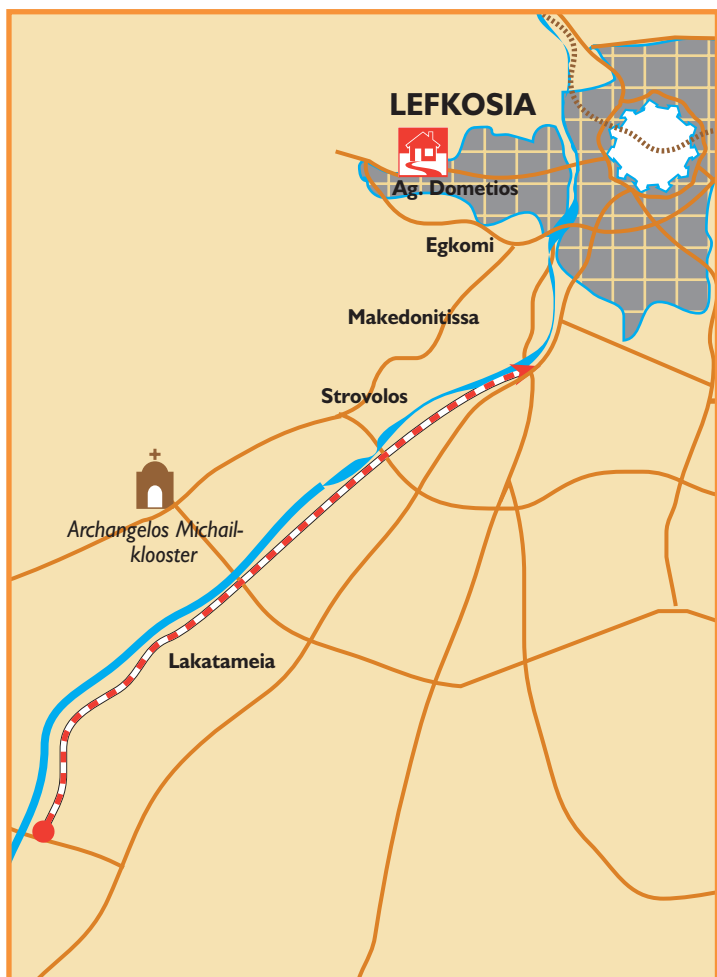 LEFKOSIA
Ag. Dometios
Egkomi
Makedonitissa
Strovolos
Archangelos Michail-
klooster
Lakatameia